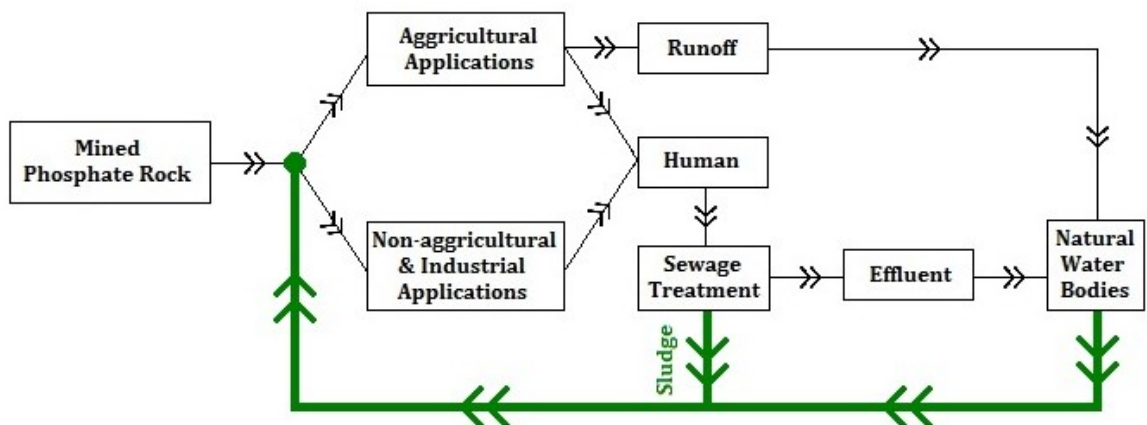 Aggricultural
Applications
Runoff
Mined
Phosphate Rock
Human
Non-aggricultural
& Industrial
Applications
Sewage
Treatment
Effluent
Natural
Water
Bodies
Sludge